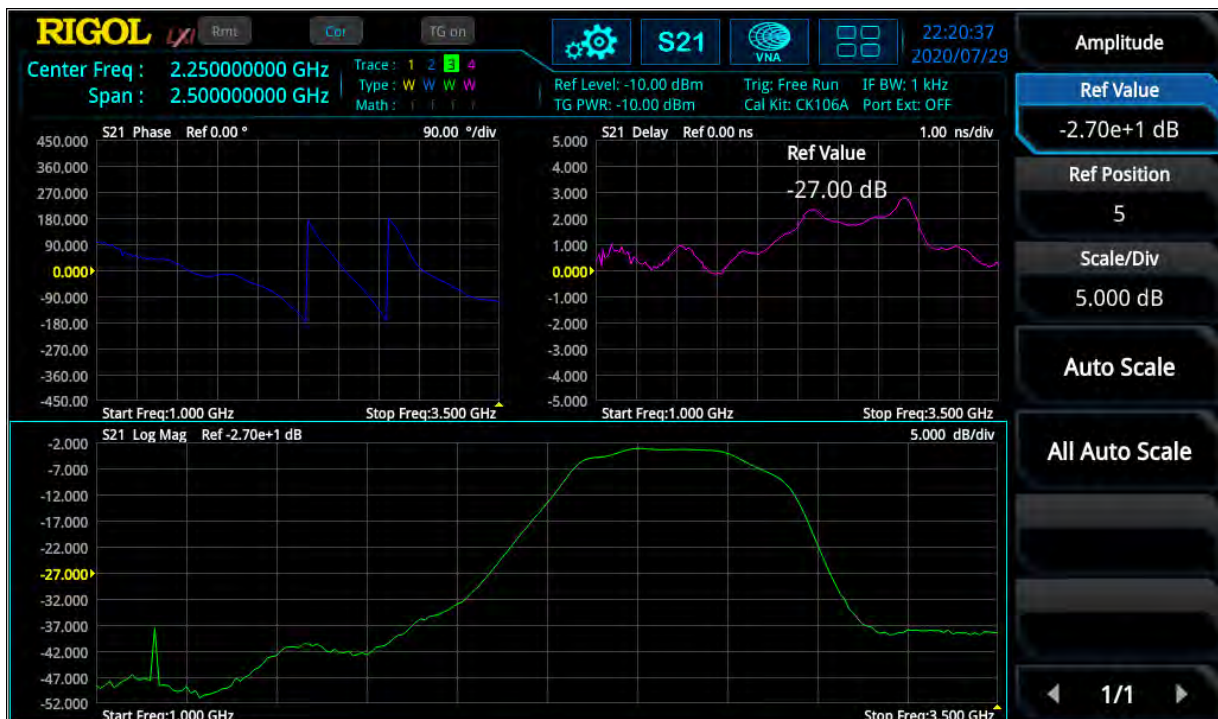 RIGOL LXI Rmt Cor TG on S21 VNA 22:20:37
2020/07/29
Center Freq : 2.250000000 GHz
Span : 2.500000000 GHz
Trace : 1 2 3 4
Type : W W W W
Math : f f f f
Ref Level: -10.00 dBm Trig: Free Run IF BW: 1 kHz
TG PWR: -10.00 dBm Cal Kit: CK106A Port Ext: OFF
S21 Phase Ref 0.00 ° 90.00 °/div
450.000
360.000
270.000
180.000
90.000
0.000
-90.000
-180.00
-270.00
-360.00
-450.00
Start Freq:1.000 GHz Stop Freq:3.500 GHz
S21 Delay Ref 0.00 ns 1.00 ns/div
Ref Value
-27.00 dB
5.000
4.000
3.000
2.000
1.000
0.000
-1.000
-2.000
-3.000
-4.000
-5.000
Start Freq:1.000 GHz Stop Freq:3.500 GHz
S21 Log Mag Ref -2.70e+1 dB 5.000 dB/div
-2.000
-7.000
-12.000
-17.000
-22.000
-27.000
-32.000
-37.000
-42.000
-47.000
-52.000
Start Freq:1.000 GHz Stop Freq:3.500 GHz
Amplitude
Ref Value
-2.70e+1 dB
Ref Position
5
Scale/Div
5.000 dB
Auto Scale
All Auto Scale
1/1